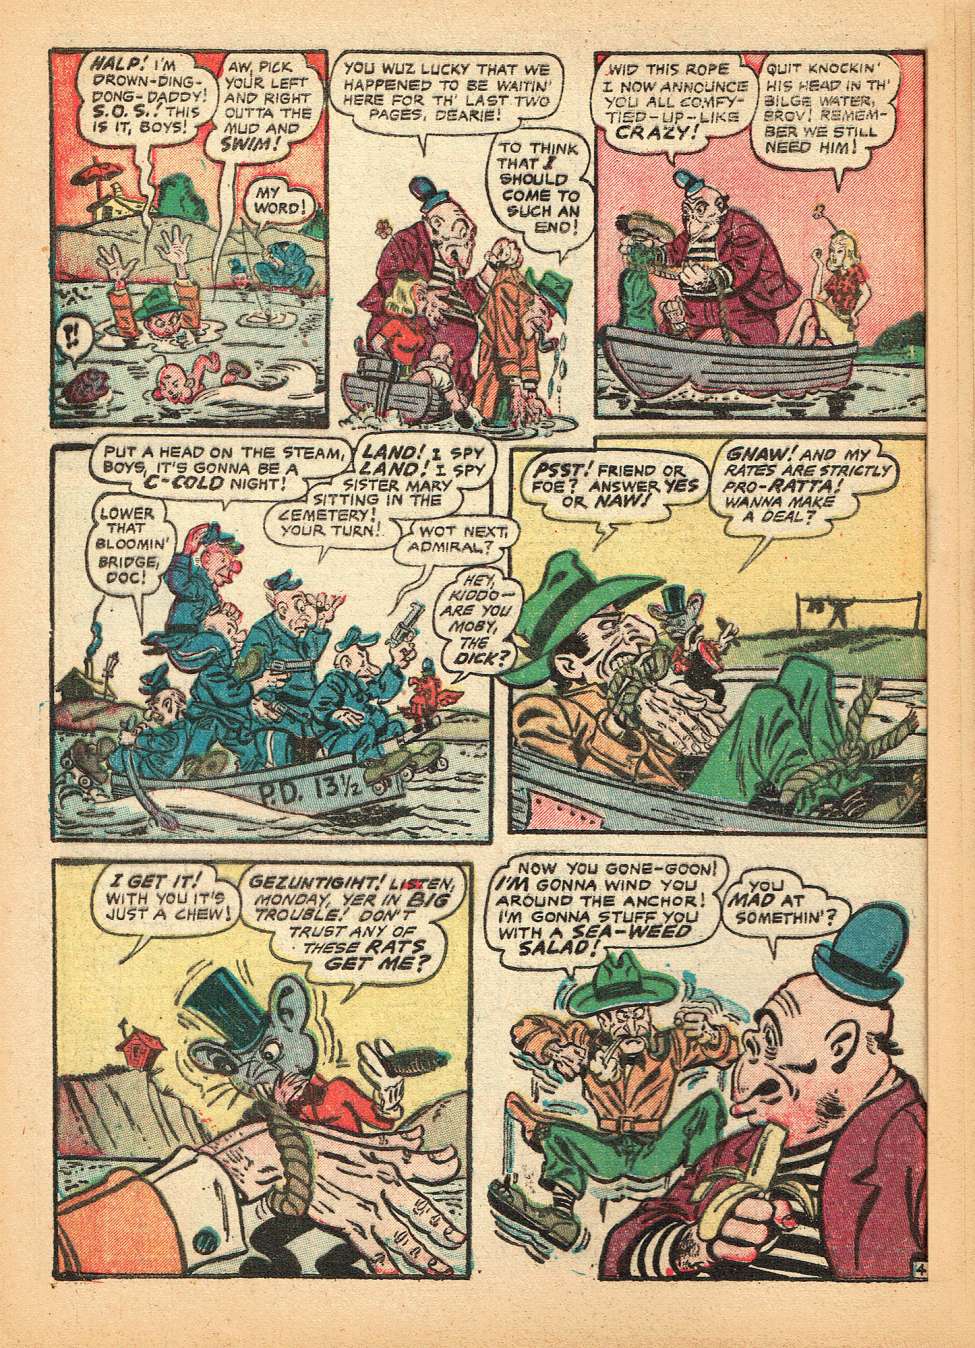 HALP! I'M
DROWN-DING-
DONG-DADDY!
S.O.S.! THIS
IS IT, BOYS!
AW, PICK
YOUR LEFT
AND RIGHT
OUTTA THE
MUD AND
SWIM!
MY
WORD!
?!
YOU WUZ LUCKY THAT WE
HAPPENED TO BE WAITIN'
HERE FOR TH' LAST TWO
PAGES, DEARIE!
TO THINK
THAT I
SHOULD
COME TO
SUCH AN
END!
WID THIS ROPE
I NOW ANNOUNCE
YOU ALL COMFY-
TIED-UP-LIKE
CRAZY!
QUIT KNOCKIN'
HIS HEAD IN TH'
BILGE WATER,
BROV! REMEM-
BER WE STILL
NEED HIM!
PUT A HEAD ON THE STEAM,
BOYS, IT'S GONNA BE A
C-COLD NIGHT!
LAND! I SPY
LAND! I SPY
SISTER MARY
SITTING IN THE
CEMETERY!
YOUR TURN!
LOWER
THAT
BLOOMIN'
BRIDGE,
DOC!
WOT NEXT,
ADMIRAL?
HEY,
KIDDO—
ARE YOU
MOBY,
THE
DICK?
P.D. 13½
PSST! FRIEND OR
FOE? ANSWER YES
OR NAW!
GNAW! AND MY
RATES ARE STRICTLY
PRO-RATTA!
WANNA MAKE
A DEAL?
I GET IT!
WITH YOU IT'S
JUST A CHEW!
GEZUNTIGIHT! LISTEN,
MONDAY, YER IN BIG
TROUBLE! DON'T
TRUST ANY OF
THESE RATS
GET ME?
NOW YOU GONE-GOON!
I'M GONNA WIND YOU
AROUND THE ANCHOR!
I'M GONNA STUFF YOU
WITH A SEA-WEED
SALAD!
YOU
MAD AT
SOMETHIN'?
4